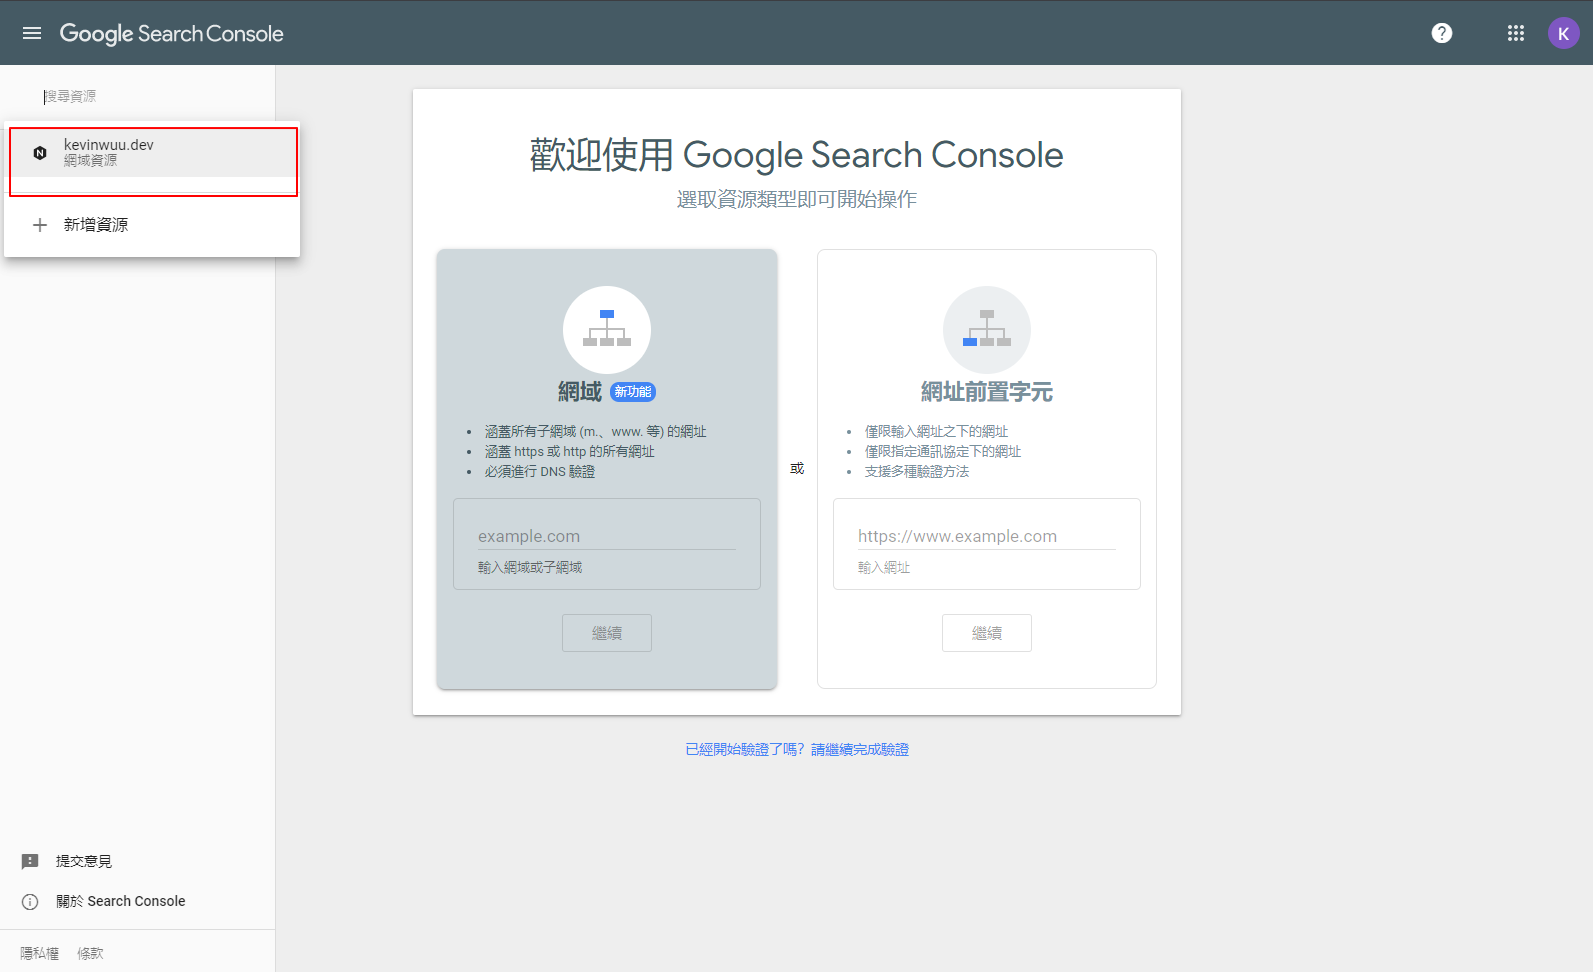 Google Search Console
?
K
搜尋資源
kevinwuu.dev
網域資源
新增資源
歡迎使用 Google Search Console
選取資源類型即可開始操作
網域 新功能
涵蓋所有子網域 (m.、www. 等) 的網址
涵蓋 https 或 http 的所有網址
必須進行 DNS 驗證
example.com
輸入網域或子網域
繼續
或
網址前置字元
僅限輸入網址之下的網址
僅限指定通訊協定下的網址
支援多種驗證方法
https://www.example.com
輸入網址
繼續
已經開始驗證了嗎？請繼續完成驗證
提交意見
關於 Search Console
隱私權 條款